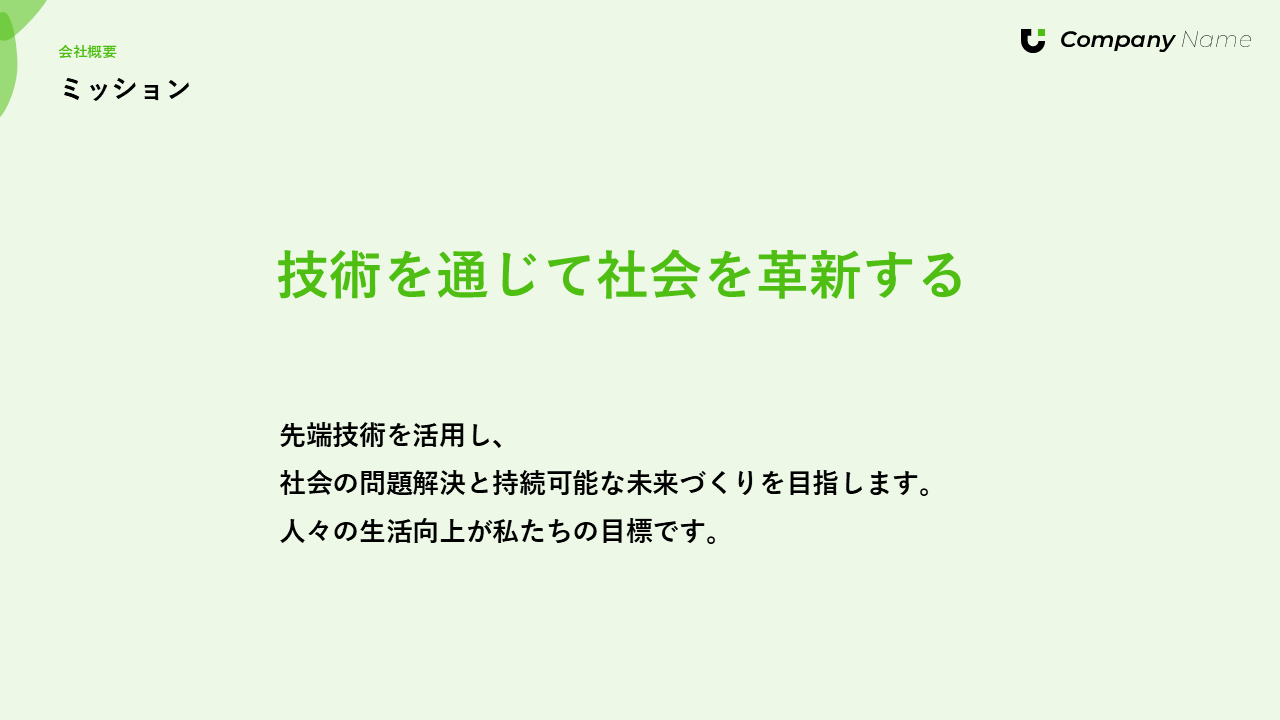 会社概要
ミッション
Company Name
技術を通じて社会を革新する
先端技術を活用し、
社会の問題解決と持続可能な未来づくりを目指します。
人々の生活向上が私たちの目標です。